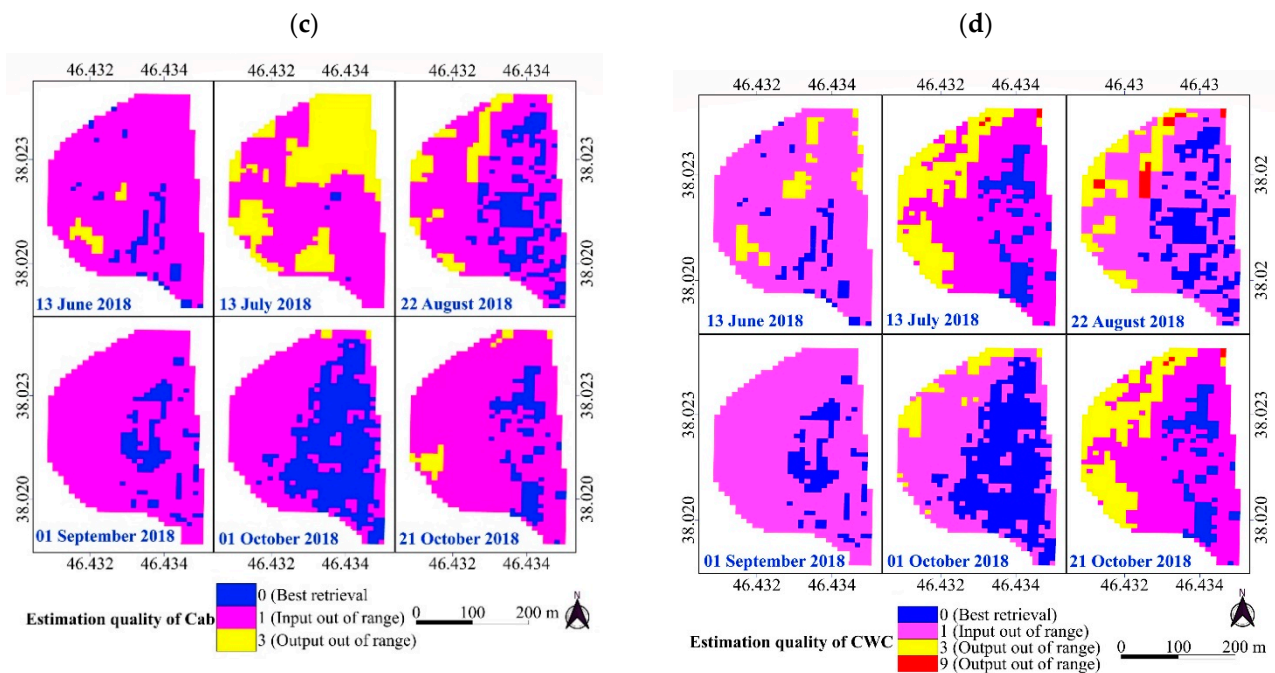 (c)
46.432 46.434 46.432 46.434 46.432 46.434
38.023
38.020
13 June 2018 13 July 2018 22 August 2018
38.023
38.020
01 September 2018 01 October 2018 21 October 2018
46.432 46.434 46.432 46.434 46.432 46.434
Estimation quality of Cab
0 (Best retrieval)
1 (Input out of range)
3 (Output out of range)
0 100 200 m
N
(d)
46.432 46.434 46.432 46.434 46.43 46.43
38.023 38.02
38.020 38.02
13 June 2018 13 July 2018 22 August 2018
38.023 38.023
38.020 38.020
01 September 2018 01 October 2018 21 October 2018
46.432 46.434 46.432 46.434 46.432 46.434
Estimation quality of CWC
0 (Best retrieval)
1 (Input out of range)
3 (Output out of range)
9 (Output out of range)
0 100 200 m
N